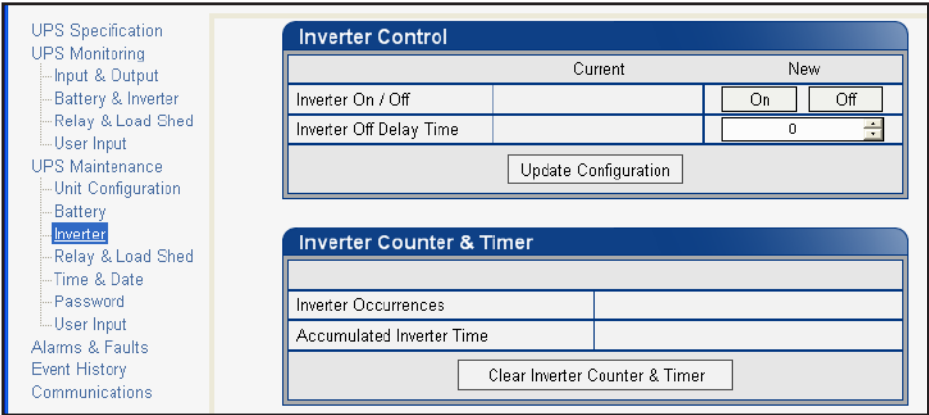 UPS Specification
UPS Monitoring
Input & Output
Battery & Inverter
Relay & Load Shed
User Input
UPS Maintenance
Unit Configuration
Battery
Inverter
Relay & Load Shed
Time & Date
Password
User Input
Alarms & Faults
Event History
Communications
Inverter Control
Current New
Inverter On / Off On Off
Inverter Off Delay Time 0
Update Configuration
Inverter Counter & Timer
Inverter Occurrences
Accumulated Inverter Time
Clear Inverter Counter & Timer